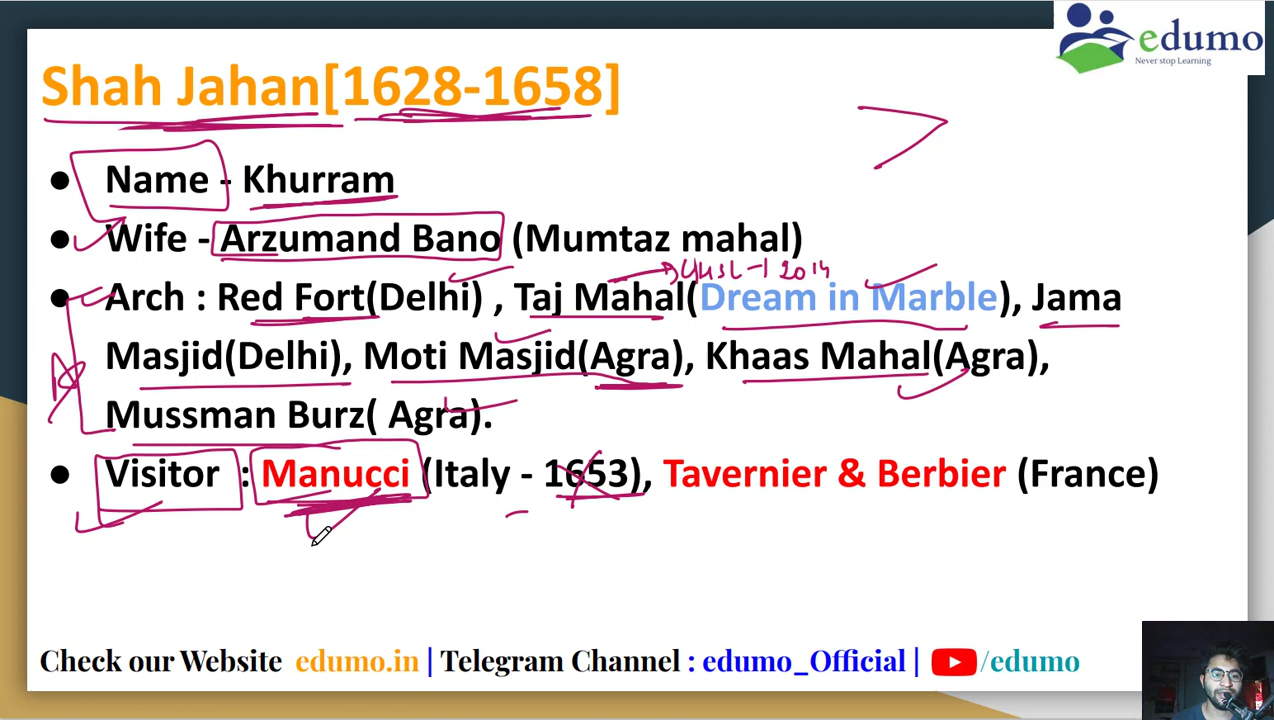 edumo
Never stop Learning
Shah Jahan[1628-1658]
● Name - Khurram
● Wife - Arzumand Bano (Mumtaz mahal)
2014
● Arch : Red Fort(Delhi) , Taj Mahal(Dream in Marble), Jama
Masjid(Delhi), Moti Masjid(Agra), Khaas Mahal(Agra),
Mussman Burz( Agra).
● Visitor : Manucci (Italy - 1653), Tavernier & Berbier (France)
Check our Website edumo.in | Telegram Channel : edumo_Official | /edumo